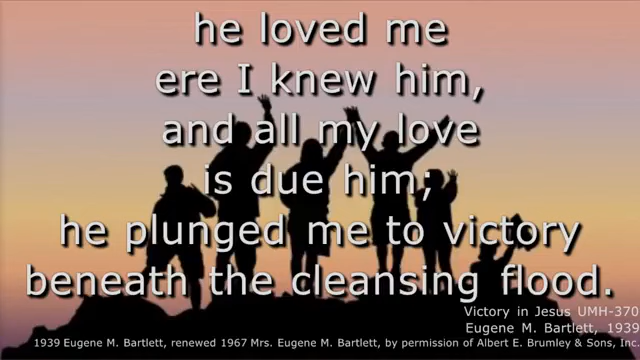 he loved me
ere I knew him,
and all my love
is due him;
he plunged me to victory
beneath the cleansing flood.
Victory in Jesus UMH-370
Eugene M. Bartlett, 1939
1939 Eugene M. Bartlett, renewed 1967 Mrs. Eugene M. Bartlett, by permission of Albert E. Brumley & Sons, Inc.